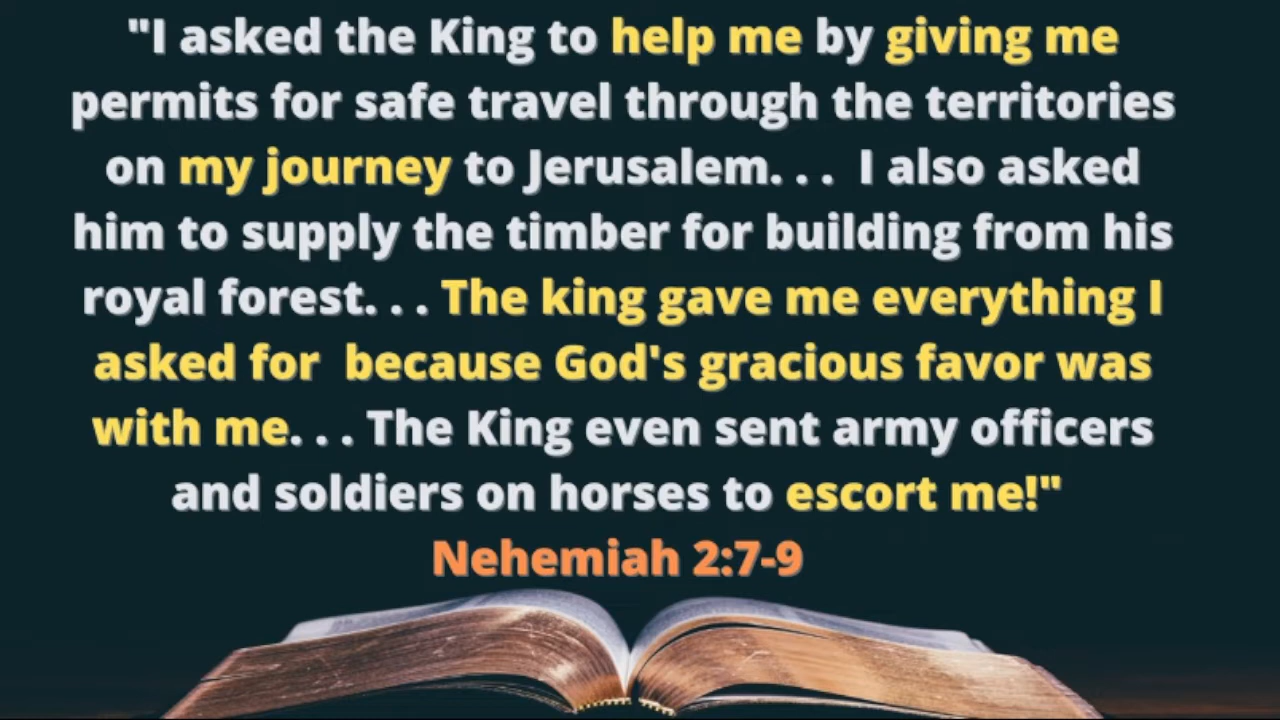 "I asked the King to help me by giving me
permits for safe travel through the territories
on my journey to Jerusalem. . .  I also asked
him to supply the timber for building from his
royal forest. . . The king gave me everything I
asked for  because God's gracious favor was
with me. . . The King even sent army officers
and soldiers on horses to escort me!"
Nehemiah 2:7-9